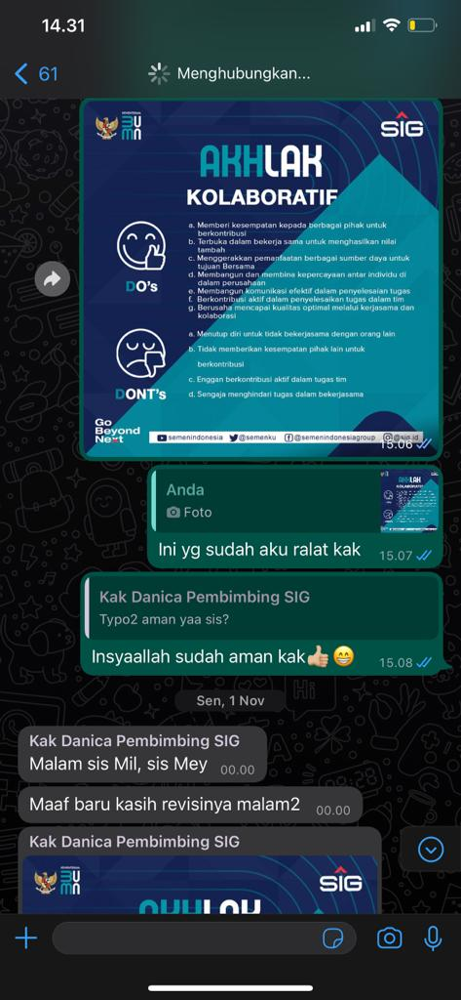 14.31
61
Menghubungkan...
KEMENTERIAN
BUMN
SIG
AKHLAK
KOLABORATIF
a. Memberi kesempatan kepada berbagai pihak untuk
berkontribusi
b. Terbuka dalam bekerja sama untuk menghasilkan nilai
tambah
c. Menggerakkan pemanfaatan berbagai sumber daya untuk
tujuan Bersama
d. Membangun dan membina kepercayaan antar individu di
dalam perusahaan
e. Membangun komunikasi efektif dalam penyelesaian tugas
f. Berkontribusi aktif dalam penyelesaikan tugas dalam tim
g. Berusaha mencapai kualitas optimal melalui kerjasama dan
kolaborasi
DO's
a. Menutup diri untuk tidak bekerjasama dengan orang lain
b. Tidak memberikan kesempatan pihak lain untuk
berkontribusi
c. Enggan berkontribusi aktif dalam tugas tim
d. Sengaja menghindari tugas dalam bekerjasama
DONT's
Go
Beyond
Next
semenindonesia @semenku @semenindonesiagroup @sig.id
15.06
Anda
Foto
AKHLAK
Ini yg sudah aku ralat kak 15.07
Kak Danica Pembimbing SIG
Typo2 aman yaa sis?
Insyaallah sudah aman kak👍🏼😁 15.08
Sen, 1 Nov
Kak Danica Pembimbing SIG
Malam sis Mil, sis Mey 00.00
Maaf baru kasih revisinya malam2 00.00
Kak Danica Pembimbing SIG
BUMN
SIG
AKHLAK